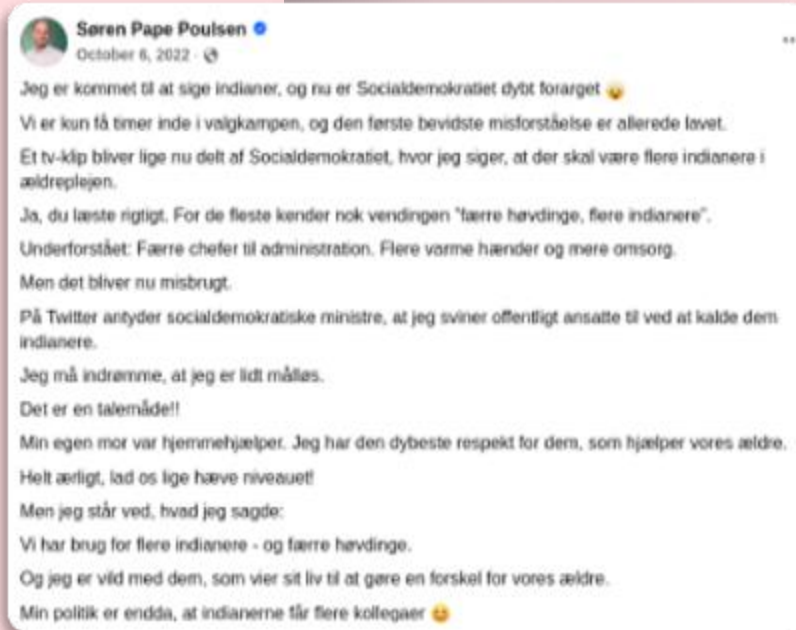 Søren Pape Poulsen
October 6, 2022 ·
Jeg er kommet til at sige indianer, og nu er Socialdemokratiet dybt forarget 😉
Vi er kun få timer inde i valgkampen, og den første bevidste misforståelse er allerede lavet.
Et tv-klip bliver lige nu delt af Socialdemokratiet, hvor jeg siger, at der skal være flere indianere i
ældreplejen.
Ja, du læste rigtigt. For de fleste kender nok vendingen "færre høvdinge, flere indianere".
Underforstået: Færre chefer til administration. Flere varme hænder og mere omsorg.
Men det bliver nu misbrugt.
På Twitter antyder socialdemokratiske ministre, at jeg sviner offentligt ansatte til ved at kalde dem
indianere.
Jeg må indrømme, at jeg er lidt målløs.
Det er en talemåde!!
Min egen mor var hjemmehjælper. Jeg har den dybeste respekt for dem, som hjælper vores ældre.
Helt ærligt, lad os lige hæve niveauet!
Men jeg står ved, hvad jeg sagde:
Vi har brug for flere indianere - og færre høvdinge.
Og jeg er vild med dem, som vier sit liv til at gøre en forskel for vores ældre.
Min politik er endda, at indianerne får flere kollegaer 😊